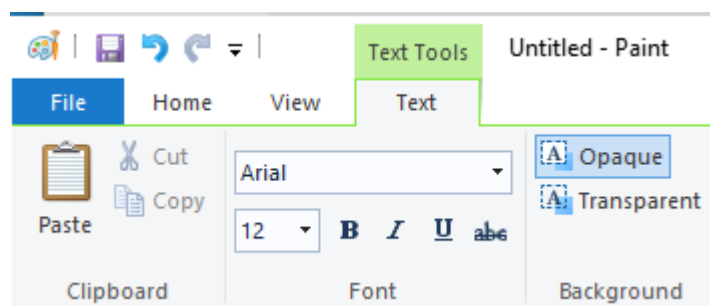 Text Tools Untitled - Paint
File Home View Text
Paste
Cut
Copy
Clipboard
Arial
12 B I U abc
Font
Opaque
Transparent
Background